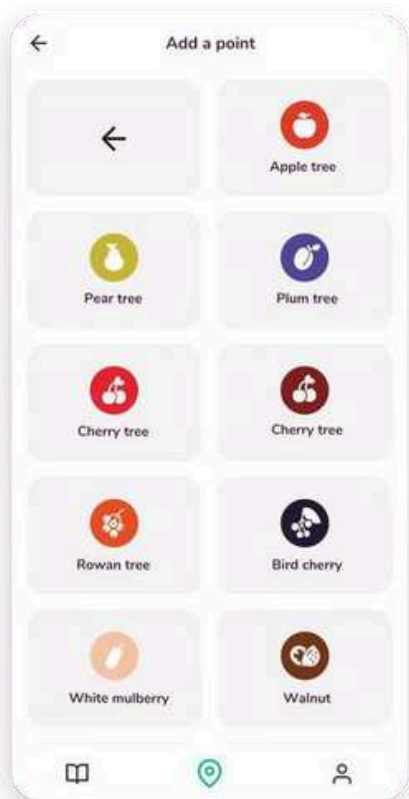 Add a point
Apple tree
Pear tree
Plum tree
Cherry tree
Cherry tree
Rowan tree
Bird cherry
White mulberry
Walnut